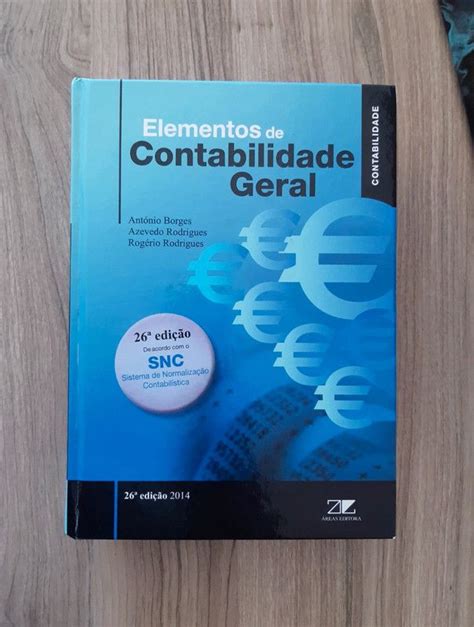 CONTABILIDADE
Elementos de
Contabilidade
Geral
António Borges
Azevedo Rodrigues
Rogério Rodrigues
26ª edição
De acordo com o
SNC
Sistema de Normalização
Contabilística
26ª edição 2014
ÁREAS EDITORA